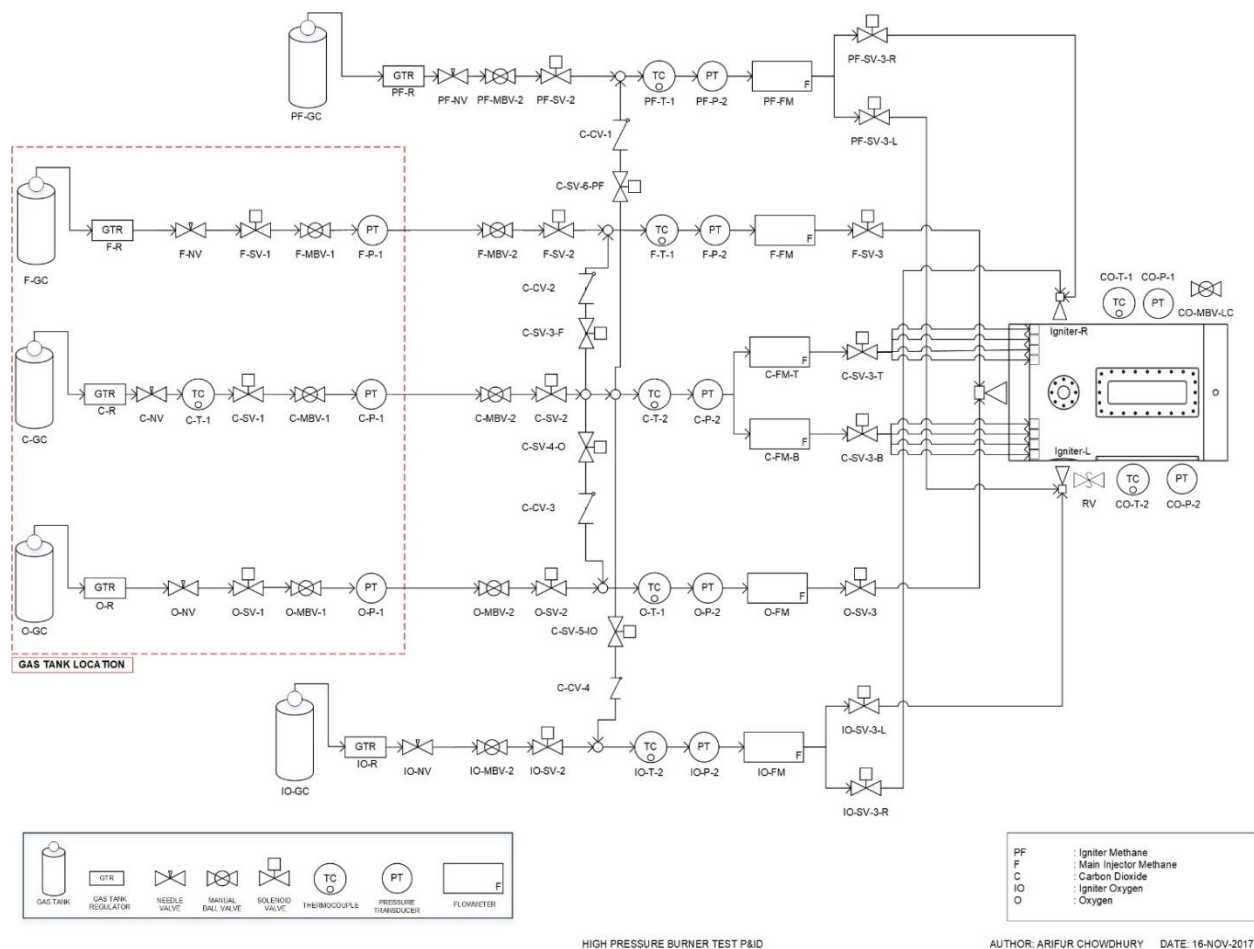 PF-SV-3-R
GTR
TC
PT
F
PF-R
PF-NV
PF-MBV-2
PF-SV-2
PF-T-1
PF-P-2
PF-FM
PF-GC
C-CV-1
PF-SV-3-L
C-SV-6-PF
GTR
PT
TC
PT
F
F-R
F-NV
F-SV-1
F-MBV-1
F-P-1
F-MBV-2
F-SV-2
F-T-1
F-P-2
F-FM
F-SV-3
F-GC
CO-T-1
CO-P-1
TC
PT
CO-MBV-LC
C-CV-2
C-SV-3-F
Igniter-R
C-FM-T
C-SV-3-T
F
GTR
TC
PT
TC
PT
C-R
C-NV
C-T-1
C-SV-1
C-MBV-1
C-P-1
C-MBV-2
C-SV-2
C-T-2
C-P-2
C-GC
C-SV-4-O
F
C-FM-B
C-SV-3-B
Igniter-L
RV
TC
PT
CO-T-2
CO-P-2
C-CV-3
GTR
PT
TC
PT
F
O-R
O-NV
O-SV-1
O-MBV-1
O-P-1
O-MBV-2
O-SV-2
O-T-1
O-P-2
O-FM
O-SV-3
O-GC
C-SV-5-IO
GAS TANK LOCATION
C-CV-4
IO-SV-3-L
GTR
TC
PT
F
IO-R
IO-NV
IO-MBV-2
IO-SV-2
IO-T-2
IO-P-2
IO-FM
IO-GC
IO-SV-3-R
GTR
TC
PT
F
GAS TANK
GAS TANK
REGULATOR
NEEDLE
VALVE
MANUAL
BALL VALVE
SOLENOID
VALVE
THERMOCOUPLE
PRESSURE
TRANSDUCER
FLOWMETER
PF : Igniter Methane
F : Main Injector Methane
C : Carbon Dioxide
IO : Igniter Oxygen
O : Oxygen
HIGH PRESSURE BURNER TEST P&ID
AUTHOR: ARIFUR CHOWDHURY DATE: 16-NOV-2017